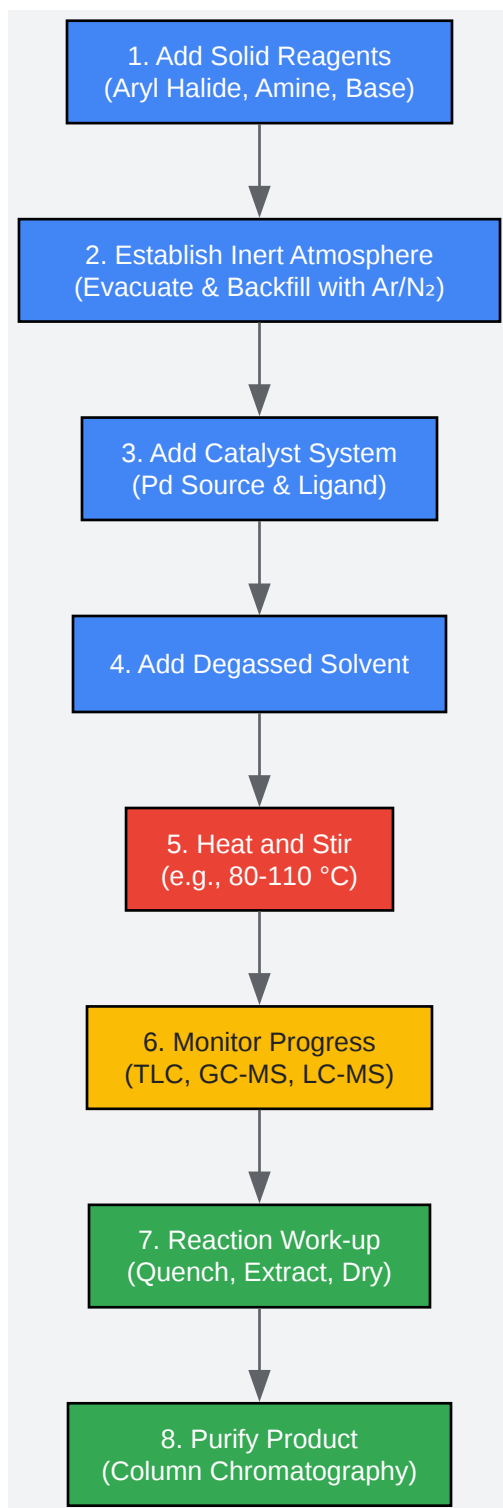 1. Add Solid Reagents
(Aryl Halide, Amine, Base)
2. Establish Inert Atmosphere
(Evacuate & Backfill with Ar/N₂)
3. Add Catalyst System
(Pd Source & Ligand)
4. Add Degassed Solvent
5. Heat and Stir
(e.g., 80-110 °C)
6. Monitor Progress
(TLC, GC-MS, LC-MS)
7. Reaction Work-up
(Quench, Extract, Dry)
8. Purify Product
(Column Chromatography)